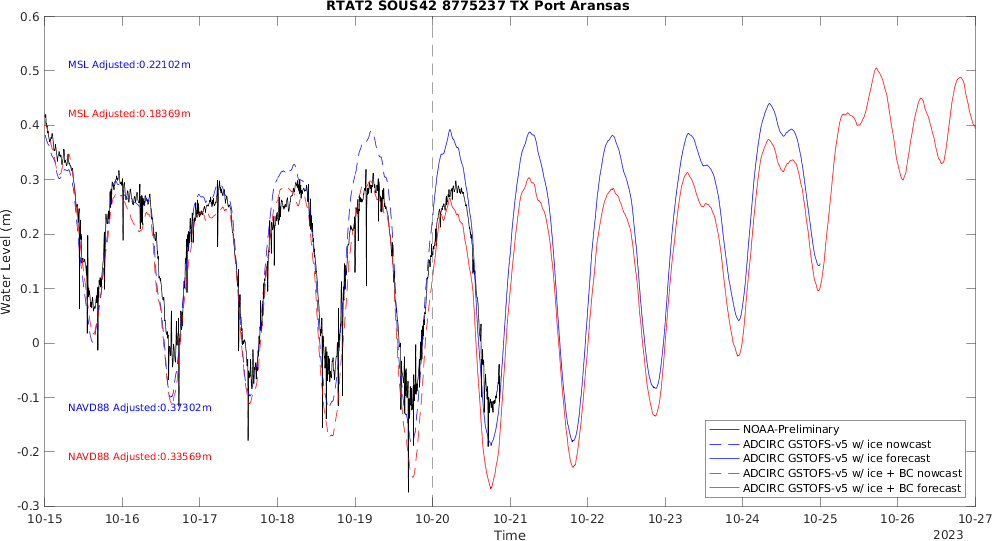 RTAT2 SOUS42 8775237 TX Port Aransas
0.6
0.5
0.4
0.3
0.2
0.1
0
-0.1
-0.2
-0.3
Water Level (m)
MSL Adjusted:0.22102m
MSL Adjusted:0.18369m
NAVD88 Adjusted:0.37302m
NAVD88 Adjusted:0.33569m
NOAA-Preliminary
ADCIRC GSTOFS-v5 w/ ice nowcast
ADCIRC GSTOFS-v5 w/ ice forecast
ADCIRC GSTOFS-v5 w/ ice + BC nowcast
ADCIRC GSTOFS-v5 w/ ice + BC forecast
10-15 10-16 10-17 10-18 10-19 10-20 10-21 10-22 10-23 10-24 10-25 10-26 10-27
Time
2023